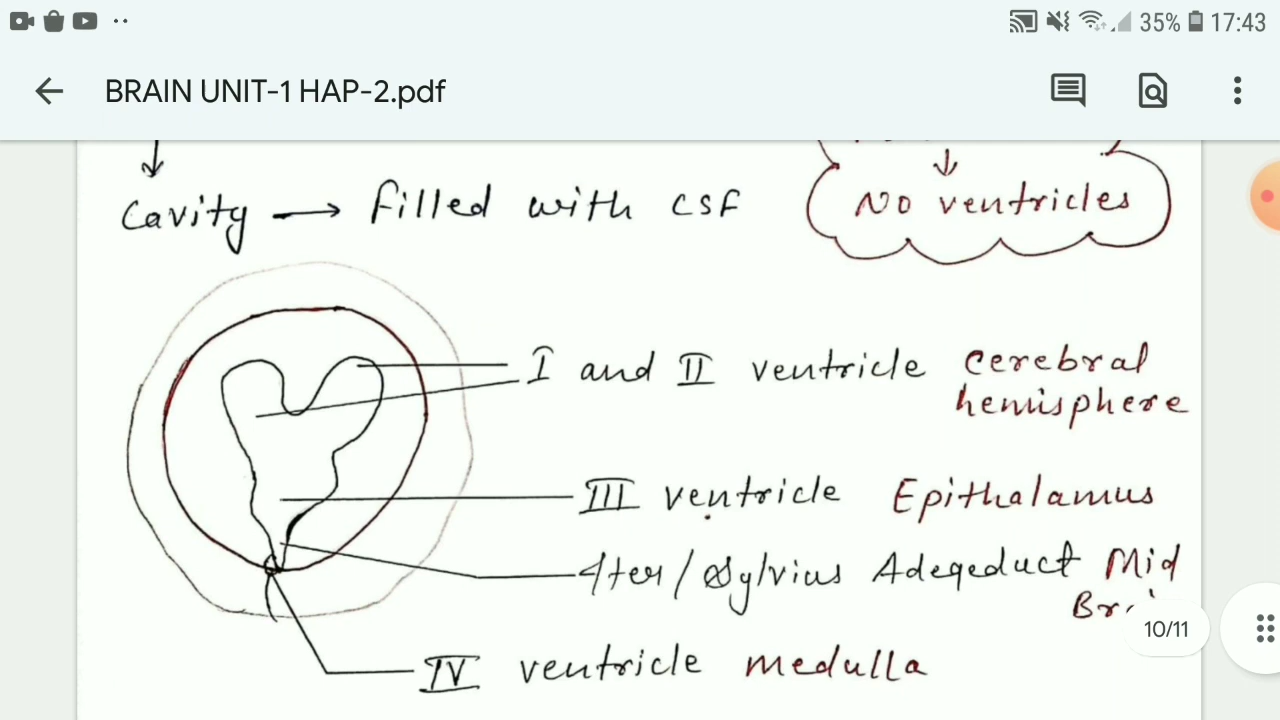 35% 17:43
BRAIN UNIT-1 HAP-2.pdf
Cavity → filled with CSF
No ventricles
I and II ventricle Cerebral
hemisphere
III ventricle Epithalamus
Iter/Sylvius Adeqeduct Mid
10/11
IV ventricle medulla